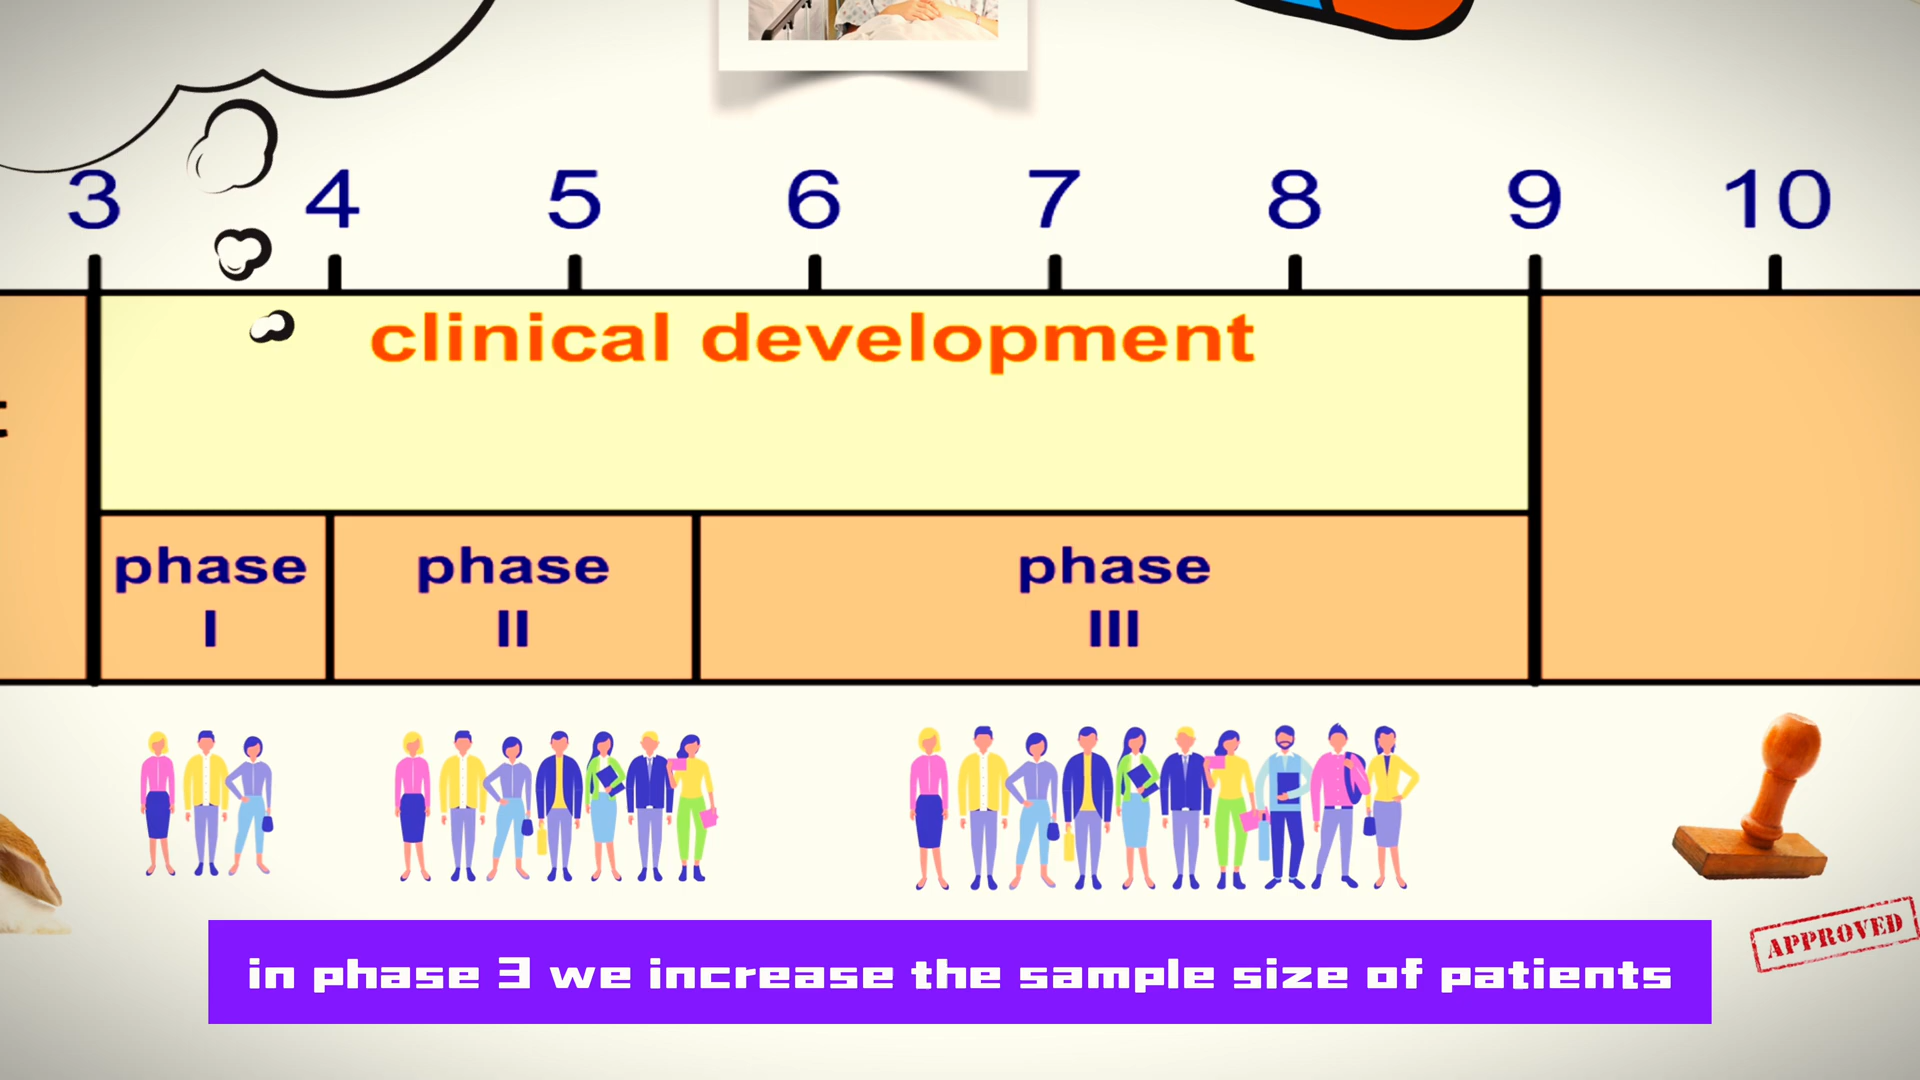 3 4 5 6 7 8 9 10
clinical development
phase I
phase II
phase III
in phase 3 we increase the sample size of patients
APPROVED